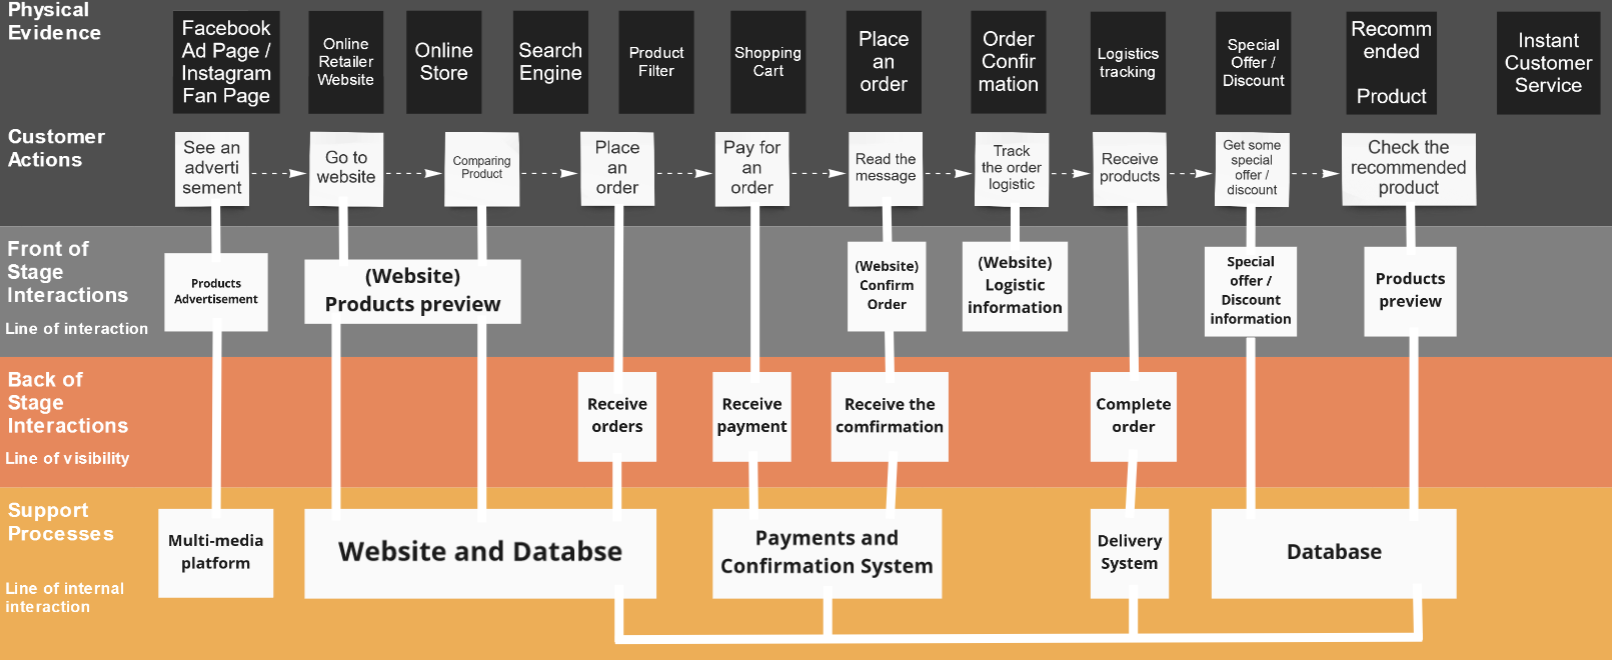 Physical
Evidence
Facebook
Ad Page /
Instagram
Fan Page
Online
Retailer
Website
Online
Store
Search
Engine
Product
Filter
Shopping
Cart
Place
an
order
Order
Confir
mation
Logistics
tracking
Special
Offer /
Discount
Recomm
ended
Product
Instant
Customer
Service
Customer
Actions
See an
adverti
sement
Go to
website
Comparing
Product
Place
an
order
Pay for
an
order
Read the
message
Track
the order
logistic
Receive
products
Get some
special
offer /
discount
Check the
recommended
product
Front of
Stage
Interactions
Line of interaction
Products
Advertisement
(Website)
Products preview
(Website)
Confirm
Order
(Website)
Logistic
information
Special
offer /
Discount
information
Products
preview
Back of
Stage
Interactions
Line of visibility
Receive
orders
Receive
payment
Receive the
comfirmation
Complete
order
Support
Processes
Line of internal
interaction
Multi-media
platform
Website and Databse
Payments and
Confirmation System
Delivery
System
Database